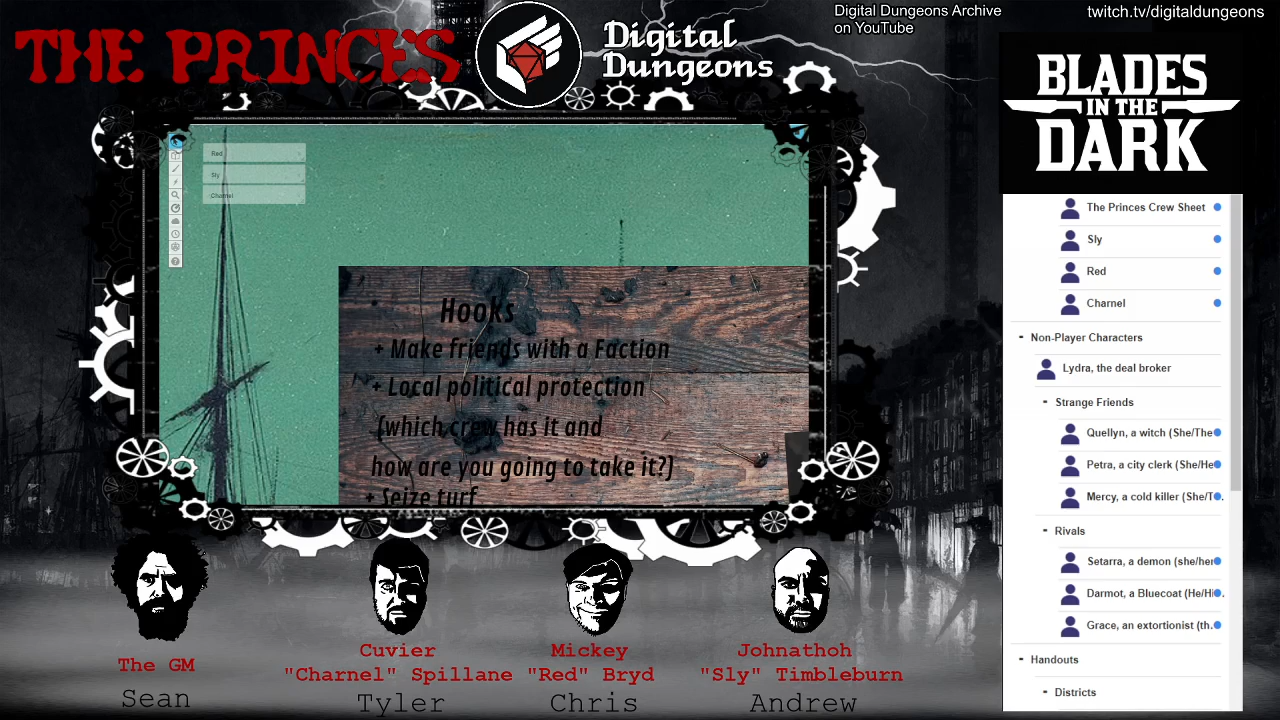 THE PRINCES
Digital
Dungeons
Digital Dungeons Archive
on YouTube
twitch.tv/digitaldungeons
BLADES
IN THE
DARK
Red
Sly
Charnel
Hooks
+ Make friends with a Faction
+ Local political protection
(which crew has it and
how are you going to take it?)
+ Seize turf
The Princes Crew Sheet
Sly
Red
Charnel
Non-Player Characters
Lydra, the deal broker
Strange Friends
Quellyn, a witch (She/The
Petra, a city clerk (She/He
Mercy, a cold killer (She/T...
Rivals
Setarra, a demon (she/her
Darmot, a Bluecoat (He/Hi...
Grace, an extortionist (th...
Handouts
Districts
The GM
Sean
Cuvier
"Charnel" Spillane
Tyler
Mickey
"Red" Bryd
Chris
Johnathoh
"Sly" Timbleburn
Andrew